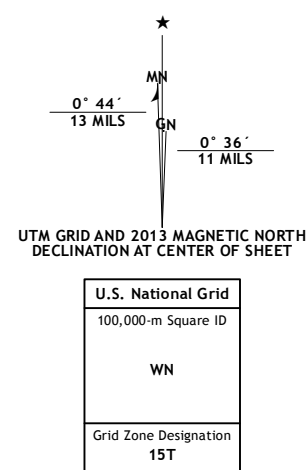 ★
MN
0° 44´
13 MILS
GN
0° 36´
11 MILS
UTM GRID AND 2013 MAGNETIC NORTH
DECLINATION AT CENTER OF SHEET
U.S. National Grid
100,000-m Square ID
WN
Grid Zone Designation
15T